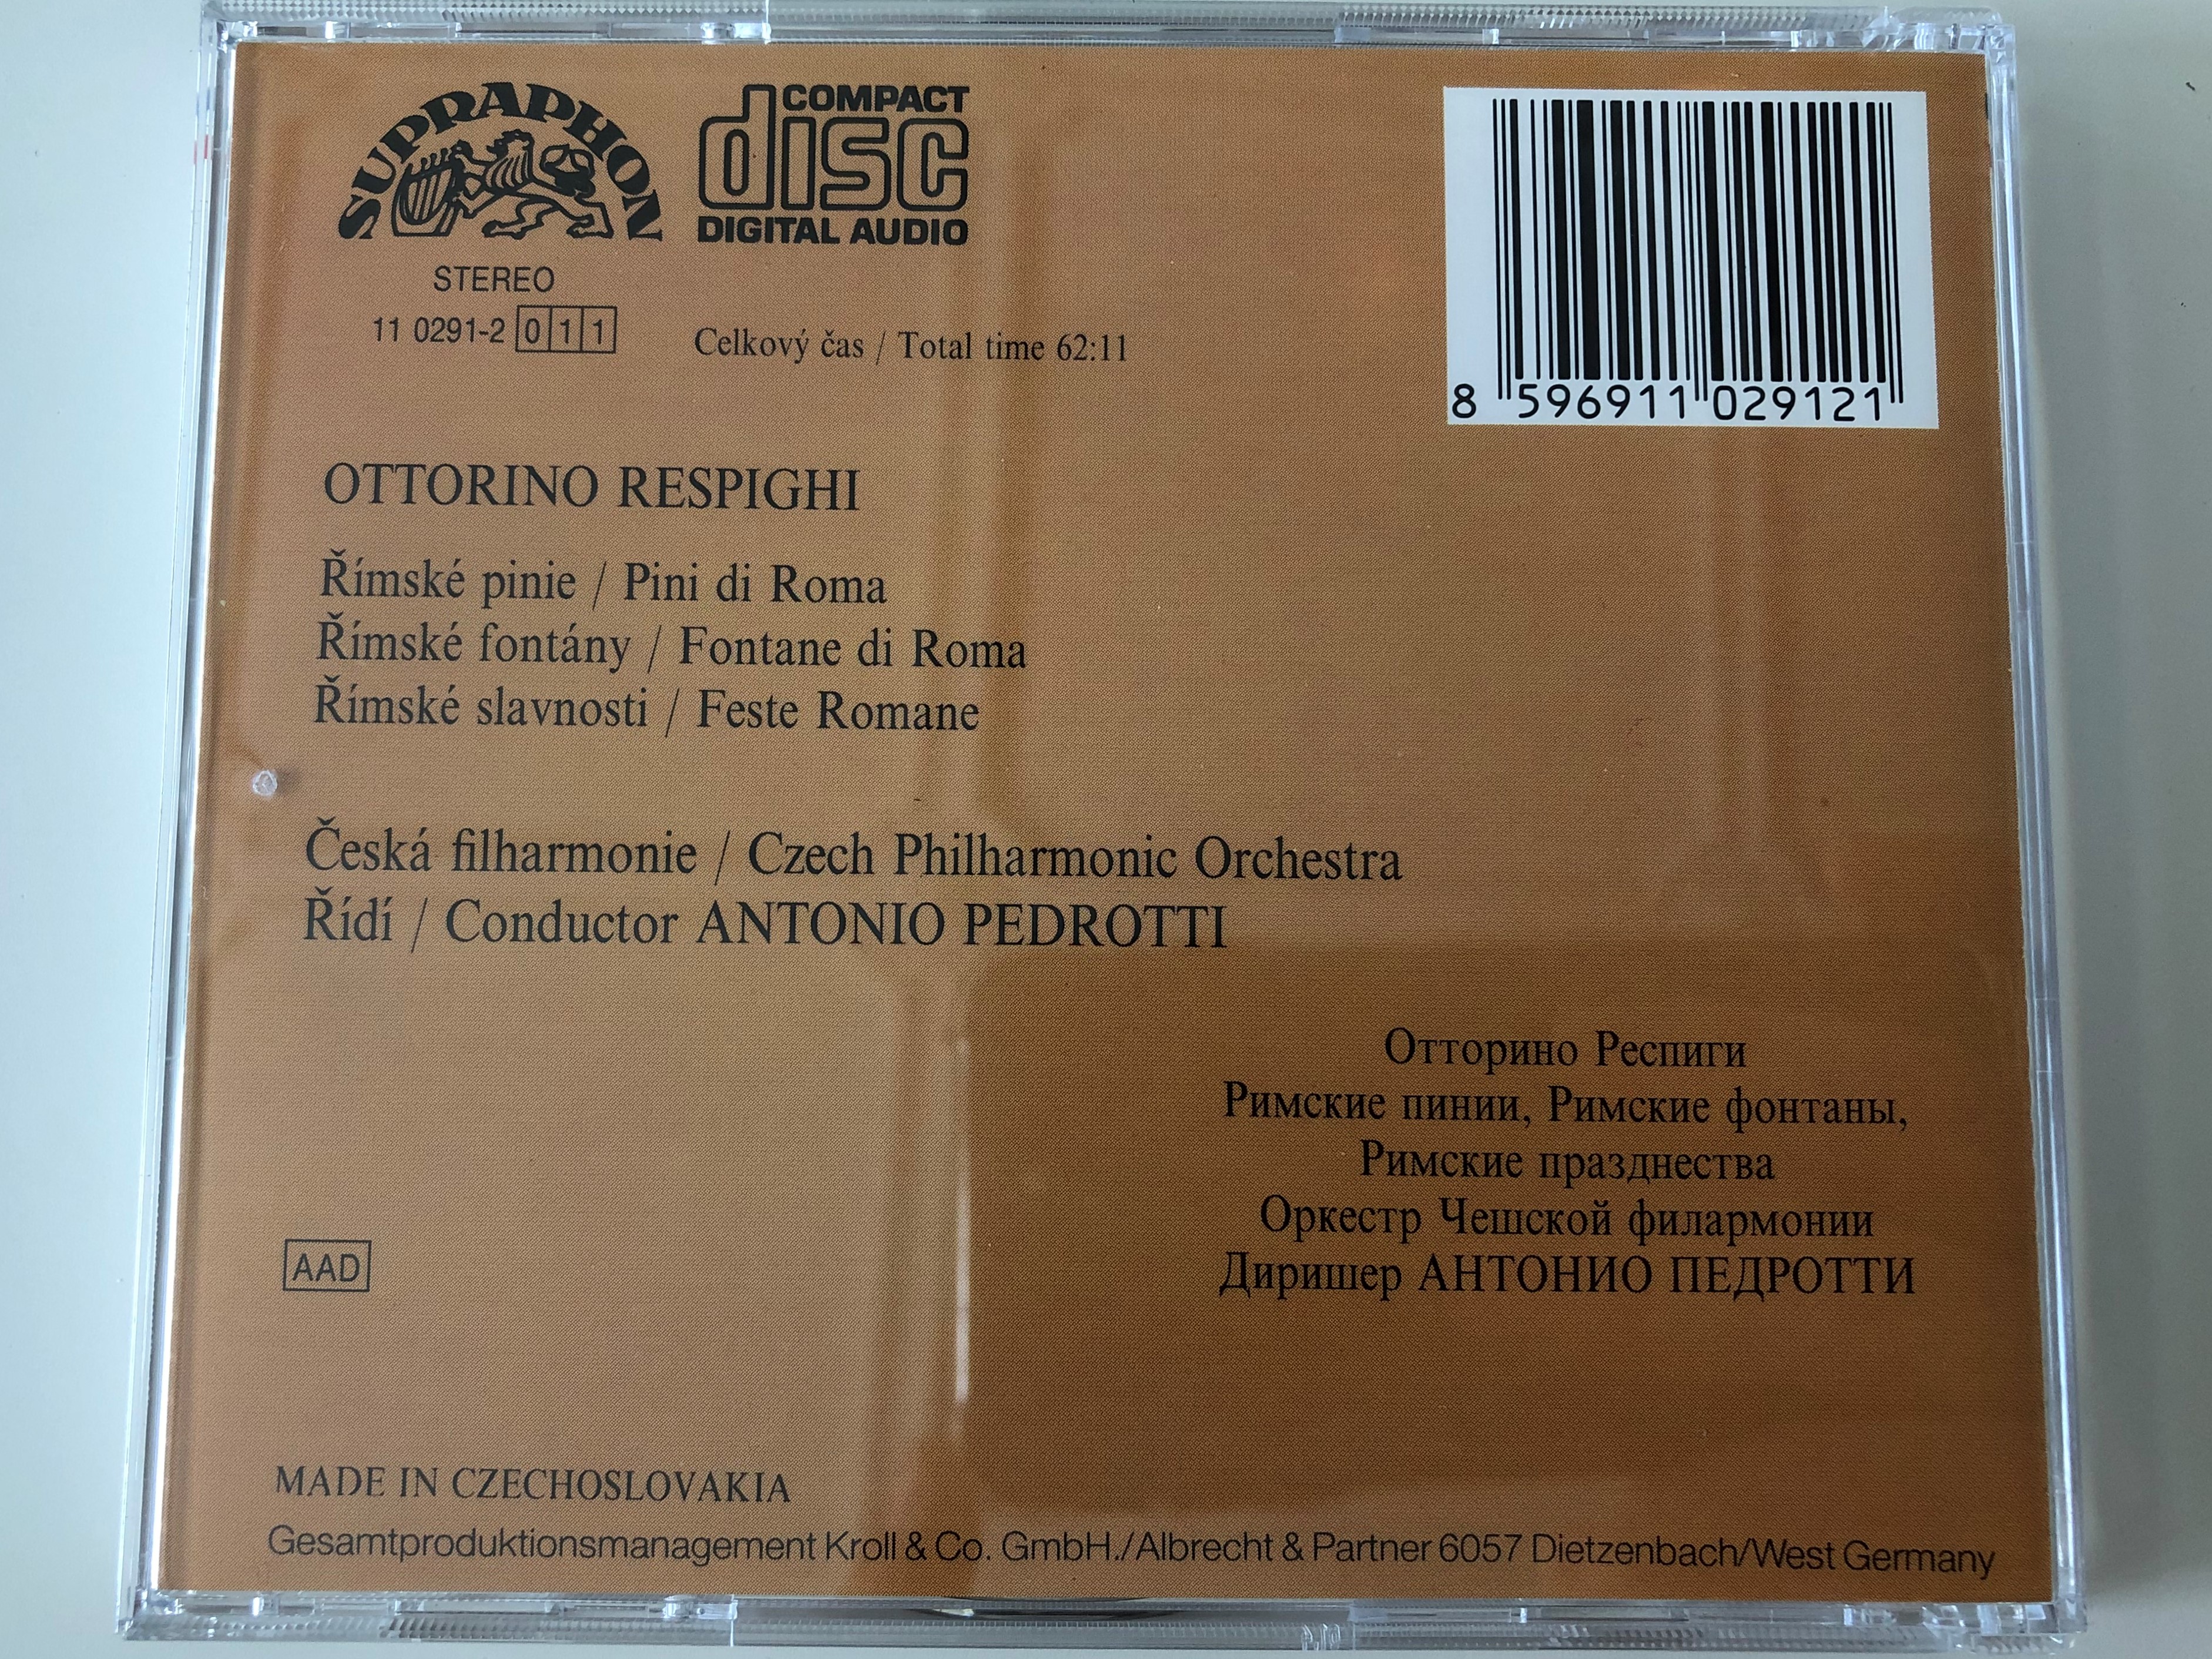 SUPRAPHON
COMPACT
disc
DIGITAL AUDIO
STEREO
11 0291-2 011
Celkový čas / Total time 62:11
8 596911 029121
OTTORINO RESPIGHI
Římské pinie / Pini di Roma
Římské fontány / Fontane di Roma
Římské slavnosti / Feste Romane
Česká filharmonie / Czech Philharmonic Orchestra
Řídí / Conductor ANTONIO PEDROTTI
Отторино Респиги
Римские пинии, Римские фонтаны,
Римские празднества
Оркестр Чешской филармонии
Диришер АНТОНИО ПЕДРОТТИ
AAD
MADE IN CZECHOSLOVAKIA
Gesamtproduktionsmanagement Kroll & Co. GmbH./Albrecht & Partner 6057 Dietzenbach/West Germany